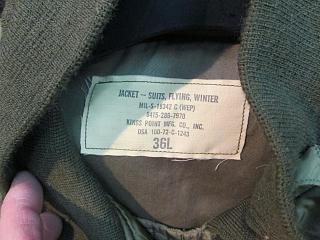 JACKET — SUITS, FLYING, WINTER
MIL-S-18342 C (WEP)
8415-286-7970
KINGS POINT MFG. CO., INC.
DSA 100-72-C-1243
36L